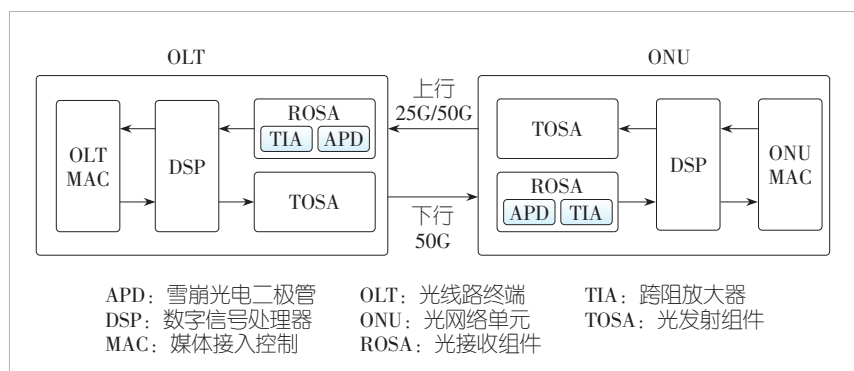 OLT
ONU
OLT
MAC
DSP
ROSA
TIA APD
TOSA
上行
25G/50G
下行
50G
TOSA
ROSA
APD TIA
DSP
ONU
MAC
APD：雪崩光电二极管 OLT：光线路终端 TIA：跨阻放大器
DSP：数字信号处理器 ONU：光网络单元 TOSA：光发射组件
MAC：媒体接入控制 ROSA：光接收组件